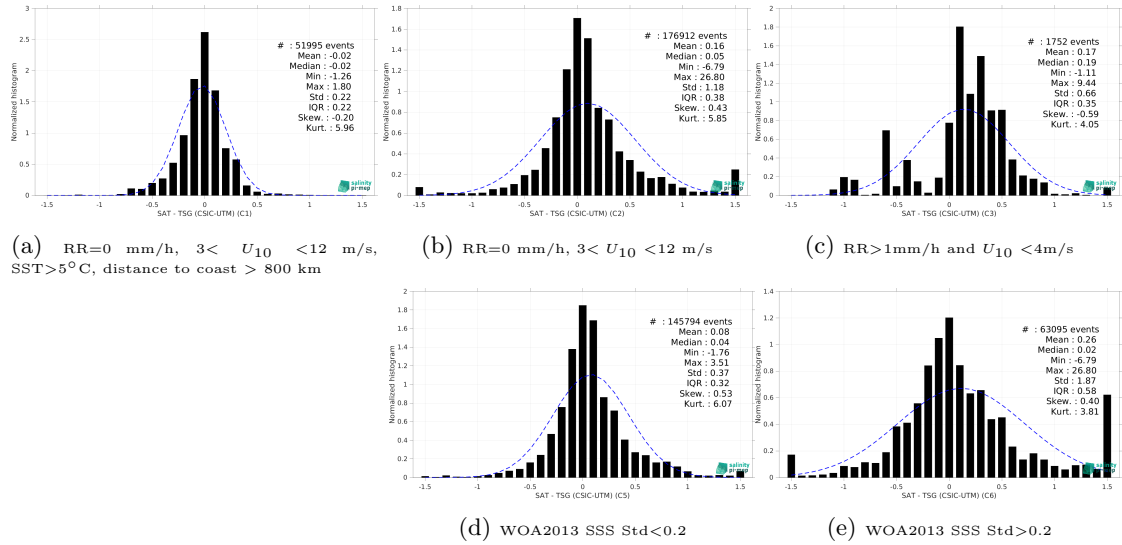 3
2.5
2
1.5
1
0.5
0
Normalized histogram
# : 51995 events
Mean : -0.02
Median : -0.02
Min : -1.26
Max : 1.80
Std : 0.22
IQR : 0.22
Skew. : -0.20
Kurt. : 5.96
salinity
pi-mep
-1.5 -1 -0.5 0 0.5 1 1.5
SAT - TSG (CSIC-UTM) (C1)
(a) RR=0 mm/h, 3< U10 <12 m/s,
SST>5°C, distance to coast > 800 km
1.8
1.6
1.4
1.2
1
0.8
0.6
0.4
0.2
0
Normalized histogram
# : 176912 events
Mean : 0.16
Median : 0.05
Min : -6.79
Max : 26.80
Std : 1.18
IQR : 0.38
Skew. : 0.43
Kurt. : 5.85
salinity
pi-mep
-1.5 -1 -0.5 0 0.5 1 1.5
SAT - TSG (CSIC-UTM) (C2)
(b) RR=0 mm/h, 3< U10 <12 m/s
2
1.8
1.6
1.4
1.2
1
0.8
0.6
0.4
0.2
0
Normalized histogram
# : 1752 events
Mean : 0.17
Median : 0.19
Min : -1.11
Max : 9.44
Std : 0.66
IQR : 0.35
Skew. : -0.59
Kurt. : 4.05
salinity
pi-mep
-1.5 -1 -0.5 0 0.5 1 1.5
SAT - TSG (CSIC-UTM) (C3)
(c) RR>1mm/h and U10 <4m/s
2
1.8
1.6
1.4
1.2
1
0.8
0.6
0.4
0.2
0
Normalized histogram
# : 145794 events
Mean : 0.08
Median : 0.04
Min : -1.76
Max : 3.51
Std : 0.37
IQR : 0.32
Skew. : 0.53
Kurt. : 6.07
salinity
pi-mep
-1.5 -1 -0.5 0 0.5 1 1.5
SAT - TSG (CSIC-UTM) (C5)
(d) WOA2013 SSS Std<0.2
1.4
1.2
1
0.8
0.6
0.4
0.2
0
Normalized histogram
# : 63095 events
Mean : 0.26
Median : 0.02
Min : -6.79
Max : 26.80
Std : 1.87
IQR : 0.58
Skew. : 0.40
Kurt. : 3.81
salinity
pi-mep
-1.5 -1 -0.5 0 0.5 1 1.5
SAT - TSG (CSIC-UTM) (C6)
(e) WOA2013 SSS Std>0.2